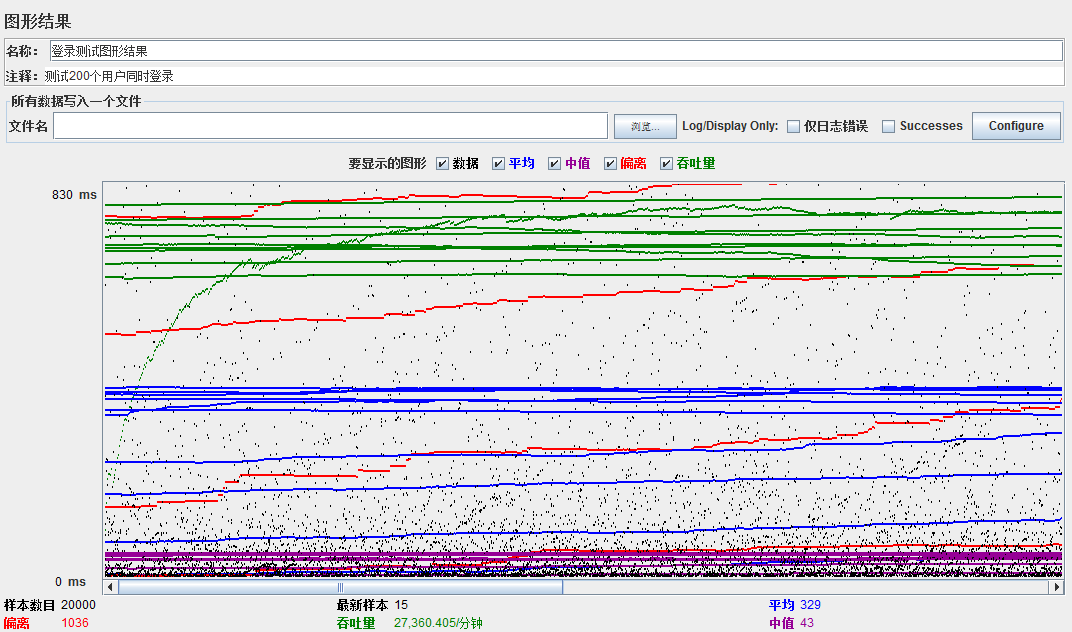 图形结果
名称： 登录测试图形结果
注释： 测试200个用户同时登录
所有数据写入一个文件
文件名 浏览... Log/Display Only: 仅日志错误 Successes Configure
要显示的图形 数据 平均 中值 偏离 吞吐量
830 ms
0 ms
样本数目 20000 最新样本 15 平均 329
偏离 1036 吞吐量 27,360.405/分钟 中值 43